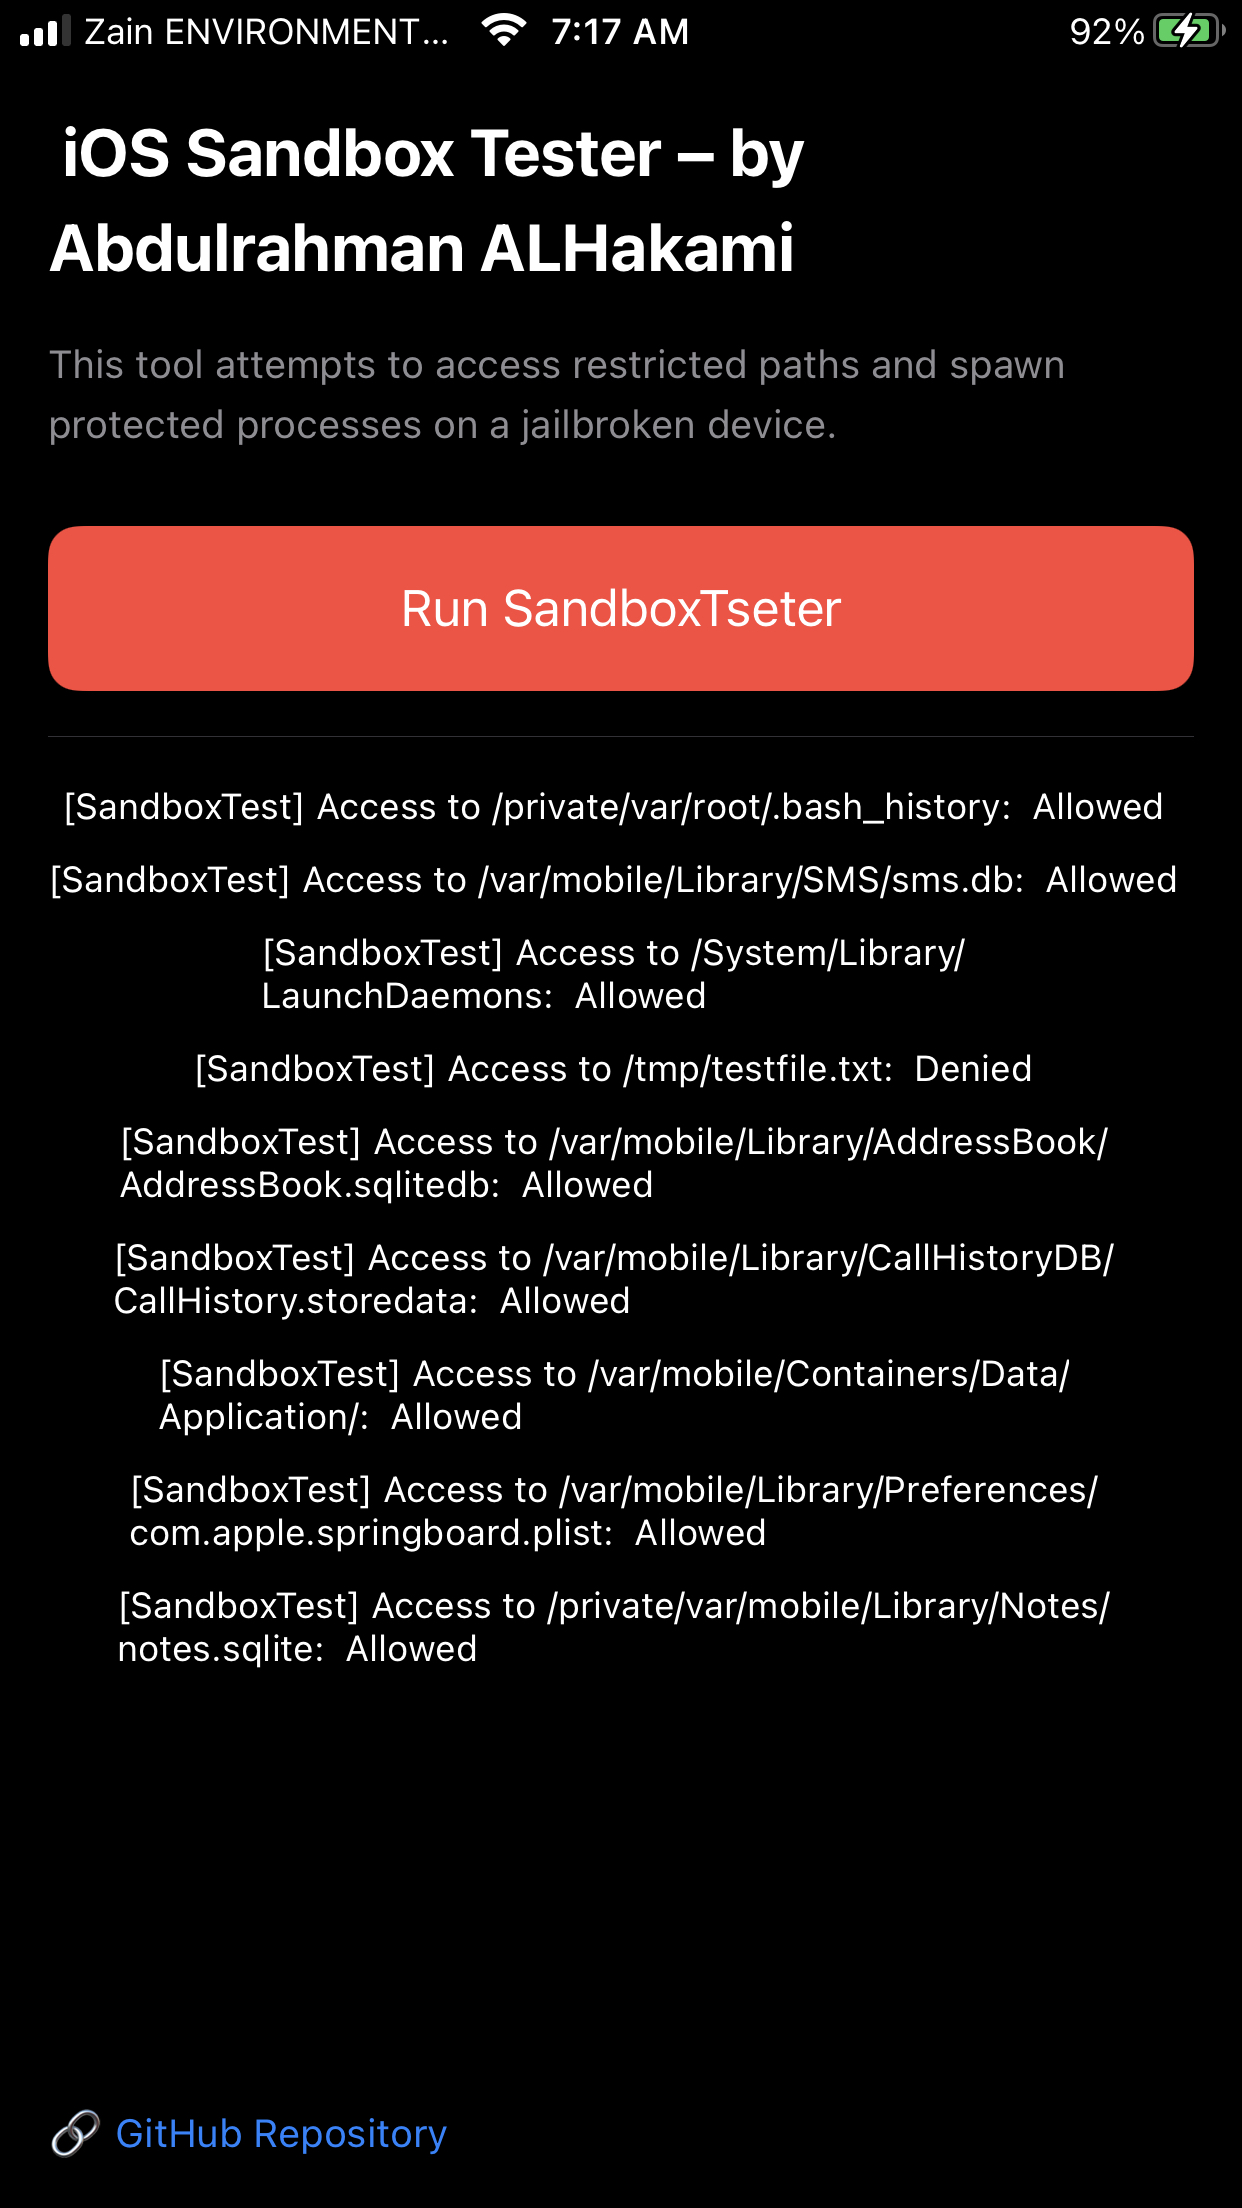 Zain ENVIRONMENT... 7:17 AM 92%
iOS Sandbox Tester – by
Abdulrahman ALHakami
This tool attempts to access restricted paths and spawn
protected processes on a jailbroken device.
Run SandboxTseter
[SandboxTest] Access to /private/var/root/.bash_history: Allowed
[SandboxTest] Access to /var/mobile/Library/SMS/sms.db: Allowed
[SandboxTest] Access to /System/Library/
LaunchDaemons: Allowed
[SandboxTest] Access to /tmp/testfile.txt: Denied
[SandboxTest] Access to /var/mobile/Library/AddressBook/
AddressBook.sqlitedb: Allowed
[SandboxTest] Access to /var/mobile/Library/CallHistoryDB/
CallHistory.storedata: Allowed
[SandboxTest] Access to /var/mobile/Containers/Data/
Application/: Allowed
[SandboxTest] Access to /var/mobile/Library/Preferences/
com.apple.springboard.plist: Allowed
[SandboxTest] Access to /private/var/mobile/Library/Notes/
notes.sqlite: Allowed
GitHub Repository